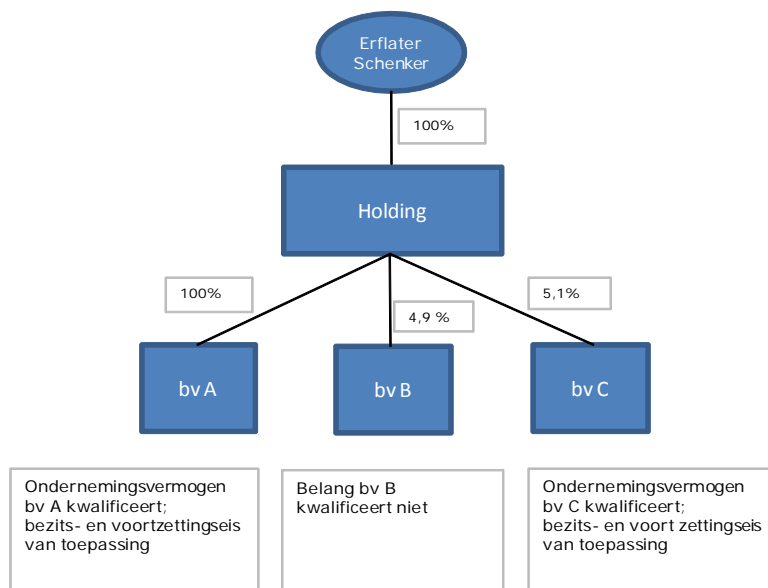 Erflater
Schenker
100%
Holding
100%
4,9 %
5,1%
bv A
bv B
bv C
Ondernemingsvermogen
bv A kwalificeert;
bezits- en voortzettingseis
van toepassing
Belang bv B
kwalificeert niet
Ondernemingsvermogen
bv C kwalificeert;
bezits- en voort zettingseis
van toepassing